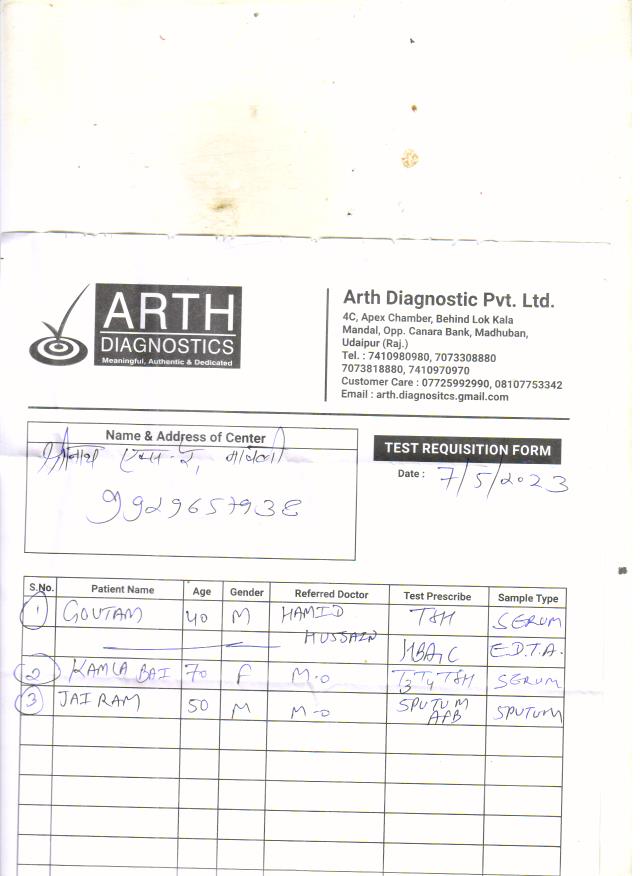 ARTH
DIAGNOSTICS
Meaningful, Authentic & Dedicated
Arth Diagnostic Pvt. Ltd.
4C, Apex Chamber, Behind Lok Kala
Mandal, Opp. Canara Bank, Madhuban,
Udaipur (Raj.)
Tel. : 7410980980, 7073308880
7073818880, 7410970970
Customer Care : 07725992990, 08107753342
Email : arth.diagnositcs.gmail.com
Name & Address of Center
9929657938
TEST REQUISITION FORM
Date : 7/5/2023
S.No. Patient Name Age Gender Referred Doctor Test Prescribe Sample Type
1 GOUTAM 40 M HAMID TSH SERUM
HUSSAIN HBA1C E.D.T.A.
2 KAMLA BAI 70 F M-O T3 T4 TSH SERUM
3 JAI RAM 50 M M-O SPUTUM SPUTUM
AFB